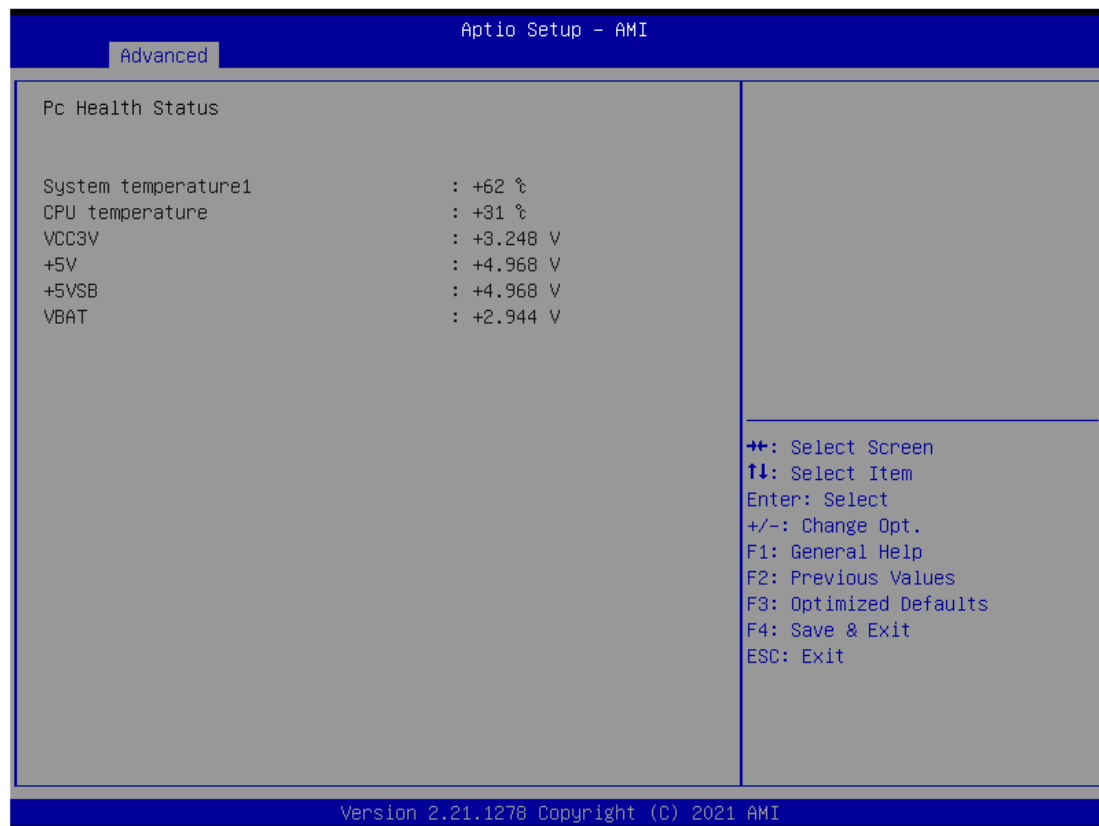 Aptio Setup – AMI
Advanced
Pc Health Status
System temperature1 : +62 ℃
CPU temperature : +31 ℃
VCC3V : +3.248 V
+5V : +4.968 V
+5VSB : +4.968 V
VBAT : +2.944 V
→←: Select Screen
↑↓: Select Item
Enter: Select
+/-: Change Opt.
F1: General Help
F2: Previous Values
F3: Optimized Defaults
F4: Save & Exit
ESC: Exit
Version 2.21.1278 Copyright (C) 2021 AMI